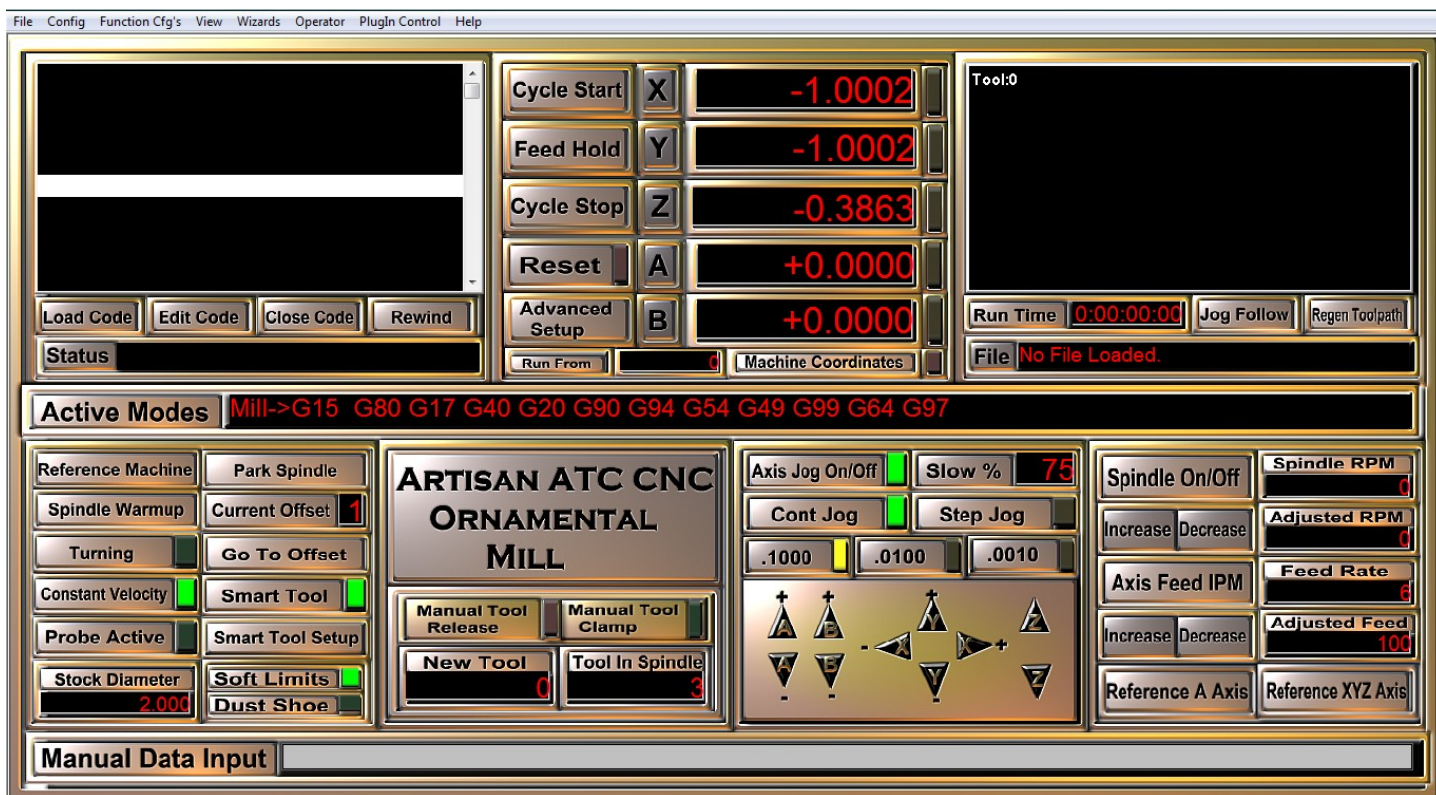 File Config Function Cfg's View Wizards Operator PlugIn Control Help
Cycle Start X -1.0002
Feed Hold Y -1.0002
Cycle Stop Z -0.3863
Reset A +0.0000
Advanced Setup B +0.0000
Run From 0 Machine Coordinates
Load Code Edit Code Close Code Rewind
Status
Tool:0
Run Time 0:00:00:00 Jog Follow Regen Toolpath
File No File Loaded.
Active Modes Mill->G15 G80 G17 G40 G20 G90 G94 G54 G49 G99 G64 G97
Reference Machine Park Spindle
Spindle Warmup Current Offset 1
Turning Go To Offset
Constant Velocity Smart Tool
Probe Active Smart Tool Setup
Stock Diameter Soft Limits
2.000 Dust Shoe
ARTISAN ATC CNC
ORNAMENTAL
MILL
Manual Tool Release Manual Tool Clamp
New Tool Tool In Spindle
0 3
Axis Jog On/Off Slow % 75
Cont Jog Step Jog
.1000 .0100 .0010
+ + +
A B Y Z
- X X +
A B Y Z
- - -
Spindle On/Off Spindle RPM
0
Increase Decrease Adjusted RPM
0
Axis Feed IPM Feed Rate
6
Increase Decrease Adjusted Feed
100
Reference A Axis Reference XYZ Axis
Manual Data Input